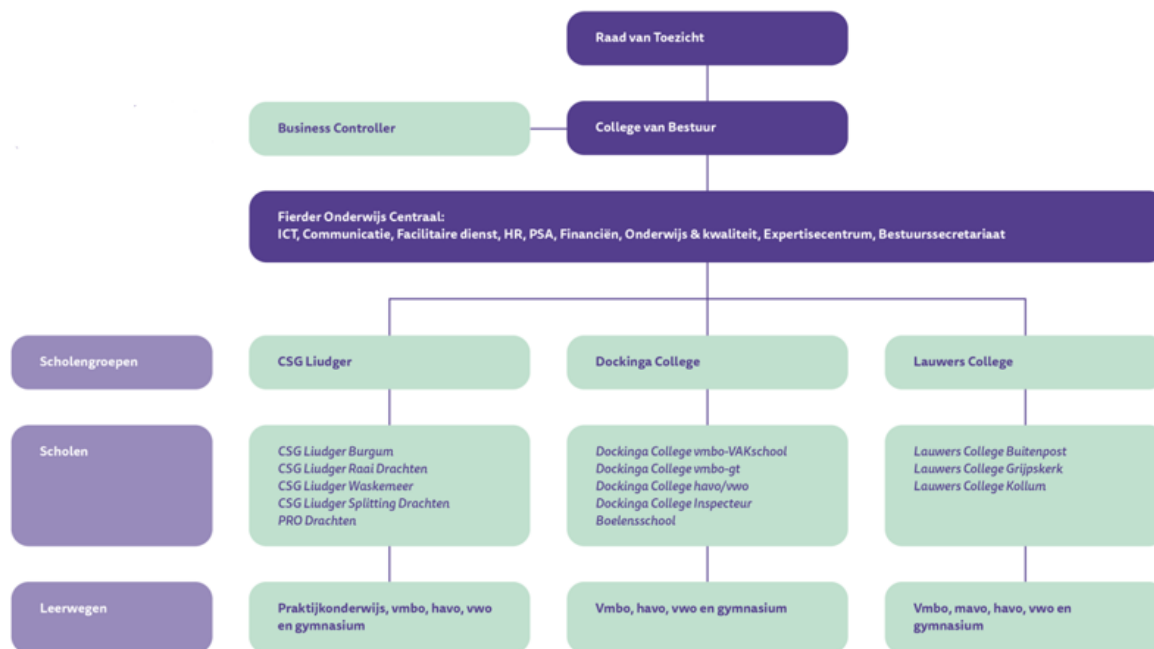 Raad van Toezicht
Business Controller
College van Bestuur
Fierder Onderwijs Centraal:
ICT, Communicatie, Facilitaire dienst, HR, PSA, Financiën, Onderwijs & kwaliteit, Expertisecentrum, Bestuurssecretariaat
Scholengroepen
CSG Liudger
Dockinga College
Lauwers College
Scholen
CSG Liudger Burgum
CSG Liudger Raai Drachten
CSG Liudger Waskemeer
CSG Liudger Splitting Drachten
PRO Drachten
Dockinga College vmbo-VAKschool
Dockinga College vmbo-gt
Dockinga College havo/vwo
Dockinga College Inspecteur
Boelensschool
Lauwers College Buitenpost
Lauwers College Grijpskerk
Lauwers College Kollum
Leerwegen
Praktijkonderwijs, vmbo, havo, vwo
en gymnasium
Vmbo, havo, vwo en gymnasium
Vmbo, mavo, havo, vwo en
gymnasium